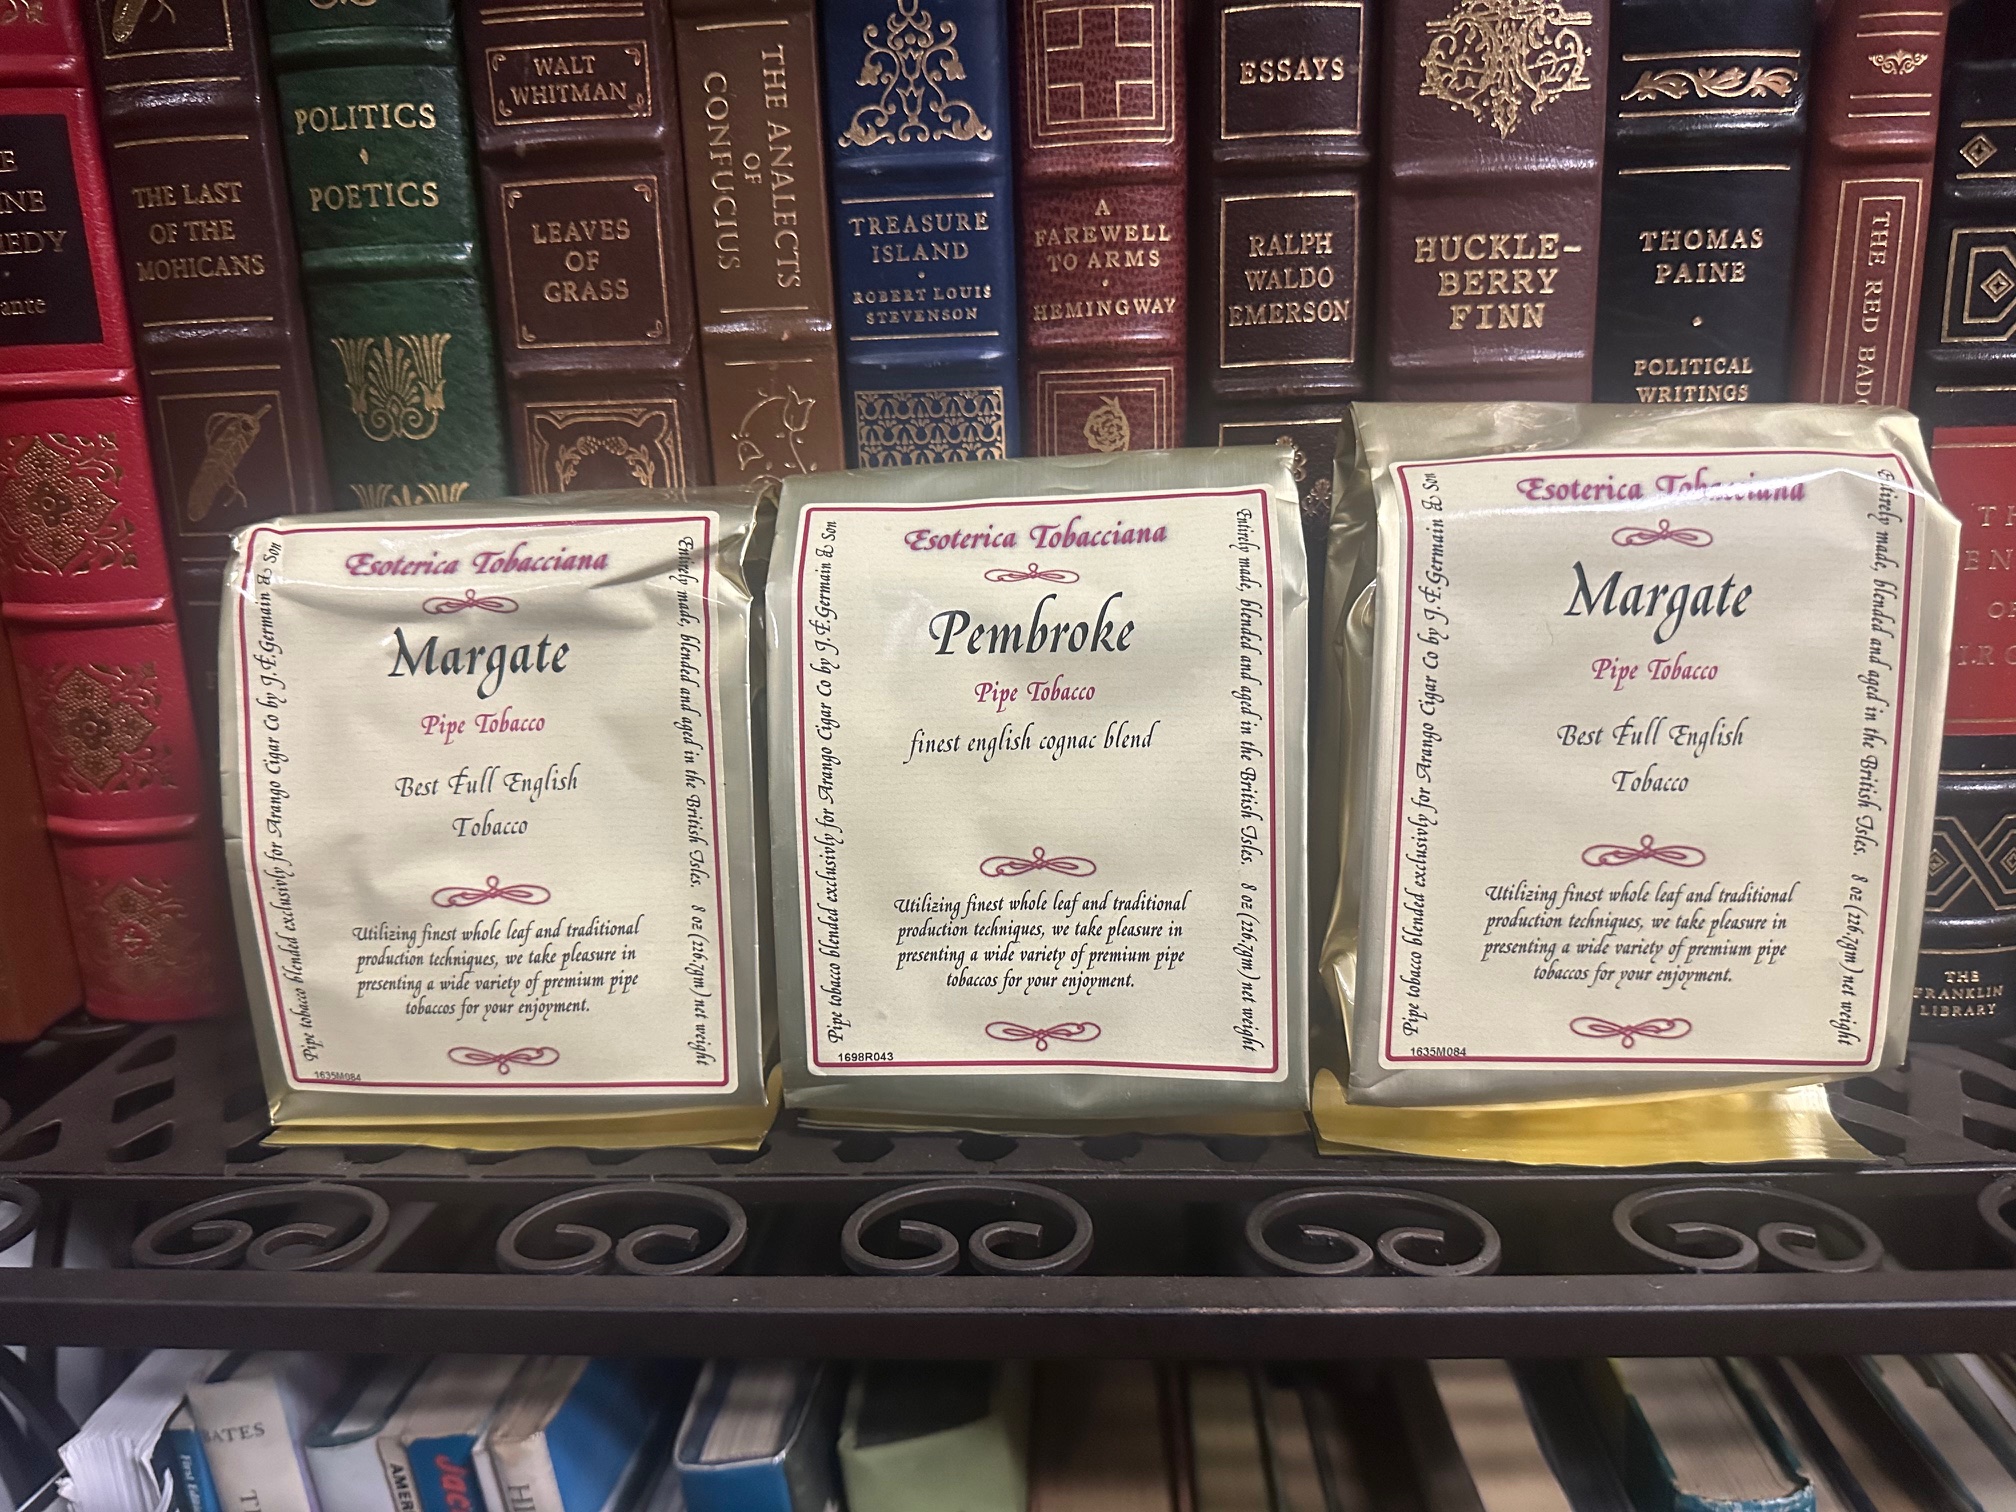 WALT
WHITMAN
LEAVES
OF
GRASS
THE LAST
OF THE
MOHICANS
POLITICS
POETICS
THE ANALECTS
OF
CONFUCIUS
TREASURE
ISLAND
ROBERT LOUIS
STEVENSON
A
FAREWELL
TO ARMS
HEMINGWAY
ESSAYS
RALPH
WALDO
EMERSON
HUCKLE-
BERRY
FINN
THOMAS
PAINE
POLITICAL
WRITINGS
THE RED BADG
THE
FRANKLIN
LIBRARY
Esoterica Tobacciana
Margate
Pipe Tobacco
Best Full English
Tobacco
Utilizing finest whole leaf and traditional
production techniques, we take pleasure in
presenting a wide variety of premium pipe
tobaccos for your enjoyment.
Pipe tobacco blended exclusivly for Arango Cigar Co by J.F.Germain & Son
Entirely made, blended and aged in the British Isles. 8 oz (226,7gm) net weight
1635M084
Esoterica Tobacciana
Pembroke
Pipe Tobacco
finest english cognac blend
Utilizing finest whole leaf and traditional
production techniques, we take pleasure in
presenting a wide variety of premium pipe
tobaccos for your enjoyment.
Pipe tobacco blended exclusivly for Arango Cigar Co by J.F.Germain & Son
Entirely made, blended and aged in the British Isles. 8 oz (226,7gm) net weight
1698R043
Esoterica Tobacciana
Margate
Pipe Tobacco
Best Full English
Tobacco
Utilizing finest whole leaf and traditional
production techniques, we take pleasure in
presenting a wide variety of premium pipe
tobaccos for your enjoyment.
Pipe tobacco blended exclusivly for Arango Cigar Co by J.F.Germain & Son
Entirely made, blended and aged in the British Isles. 8 oz (226,7gm) net weight
1635M084